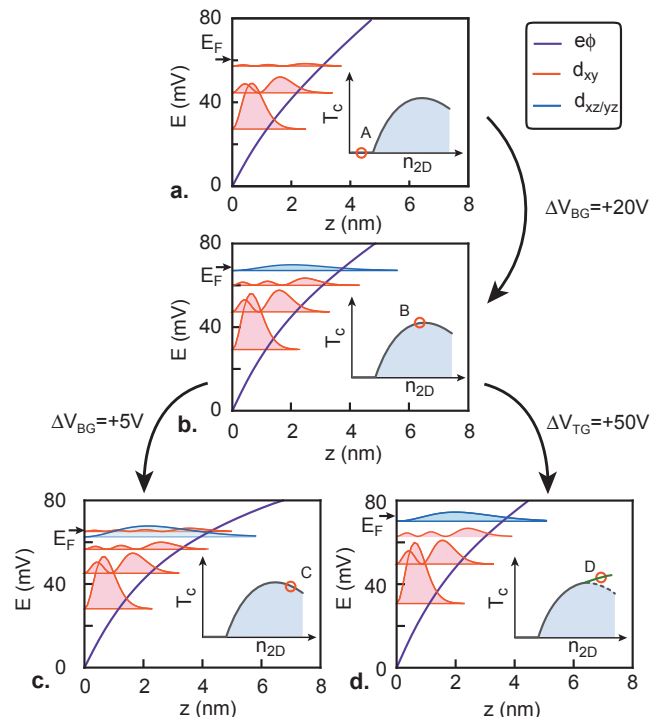 80
40
0
E (mV)
E_F
T_c
A
n_2D
0 2 4 6 8
z (nm)
a.
eϕ
d_xy
d_xz/yz
ΔV_BG=+20V
80
40
0
E (mV)
E_F
T_c
B
n_2D
0 2 4 6 8
z (nm)
b.
ΔV_BG=+5V
ΔV_TG=+50V
80
40
0
E (mV)
E_F
T_c
C
n_2D
0 2 4 6 8
z (nm)
c.
80
40
0
E (mV)
E_F
T_c
D
n_2D
0 2 4 6 8
z (nm)
d.